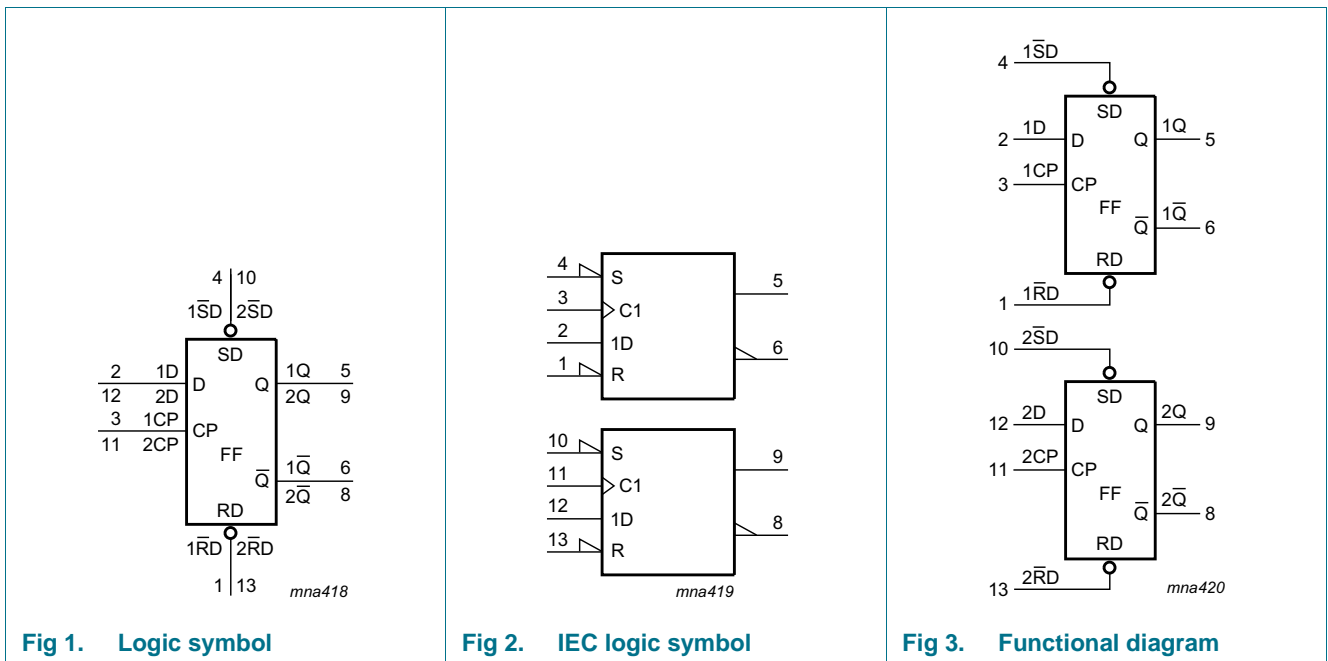 4 10
1S̅D 2S̅D
SD
2 1D D Q 1Q 5
12 2D 2Q 9
3 1CP CP
11 2CP
FF
Q̅ 1Q̅ 6
2Q̅ 8
RD
1R̅D 2R̅D
1 13
mna418
Fig 1. Logic symbol
4 S 5
3 C1
2 1D 6
1 R
10 S 9
11 C1
12 1D 8
13 R
mna419
Fig 2. IEC logic symbol
4 1S̅D
SD
2 1D D Q 1Q 5
3 1CP CP
FF
Q̅ 1Q̅ 6
RD
1 1R̅D
10 2S̅D
SD
12 2D D Q 2Q 9
11 2CP CP
FF
Q̅ 2Q̅ 8
RD
13 2R̅D
mna420
Fig 3. Functional diagram